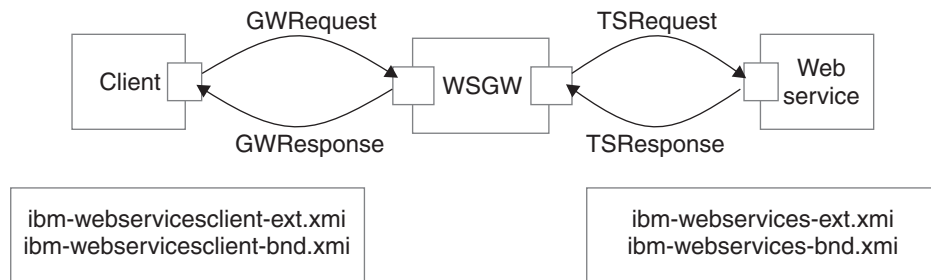 GWRequest
TSRequest
Client
WSGW
Web
service
GWResponse
TSResponse
ibm-webservicesclient-ext.xmi
ibm-webservicesclient-bnd.xmi
ibm-webservices-ext.xmi
ibm-webservices-bnd.xmi